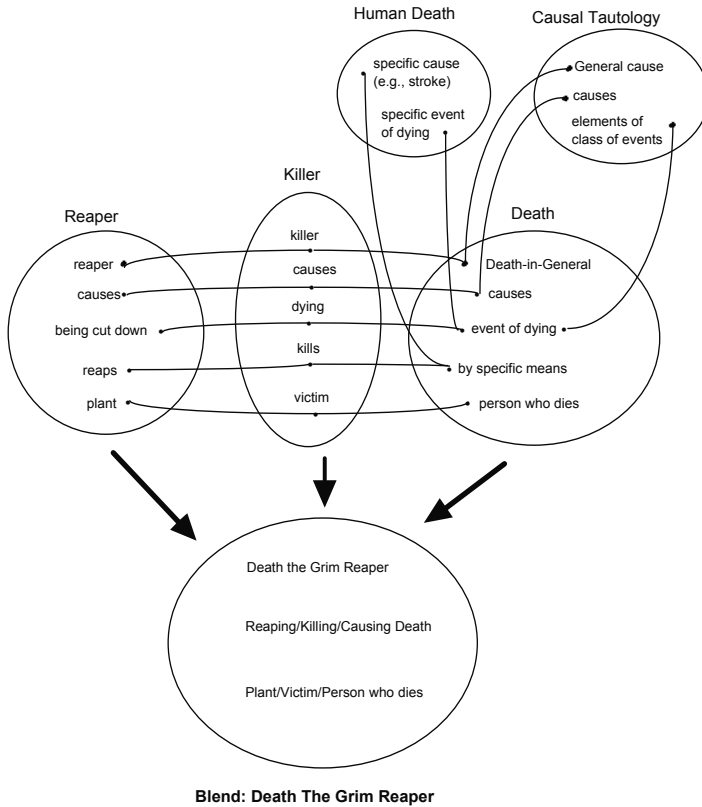 Human Death
Causal Tautology
specific cause
(e.g., stroke)
specific event
of dying
General cause
causes
elements of
class of events
Reaper
Killer
Death
reaper
causes
being cut down
reaps
plant
killer
causes
dying
kills
victim
Death-in-General
causes
event of dying
by specific means
person who dies
Death the Grim Reaper
Reaping/Killing/Causing Death
Plant/Victim/Person who dies
Blend: Death The Grim Reaper